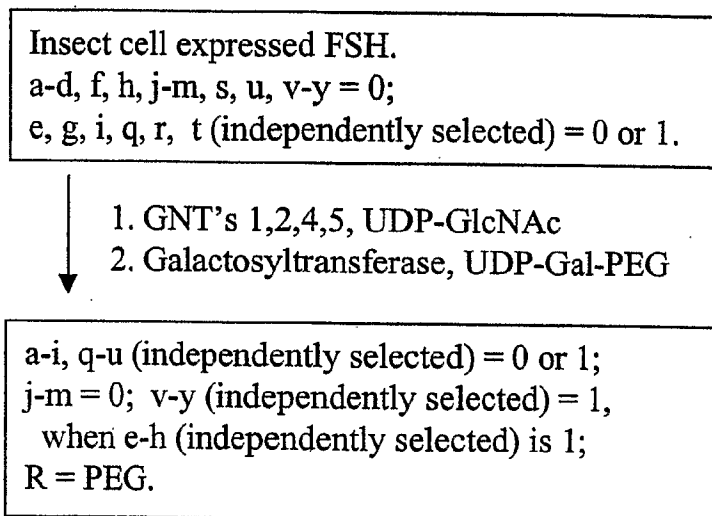 Insect cell expressed FSH.
a-d, f, h, j-m, s, u, v-y = 0;
e, g, i, q, r, t (independently selected) = 0 or 1.
1. GNT's 1,2,4,5, UDP-GlcNAc
2. Galactosyltransferase, UDP-Gal-PEG
a-i, q-u (independently selected) = 0 or 1;
j-m = 0; v-y (independently selected) = 1,
when e-h (independently selected) is 1;
R = PEG.